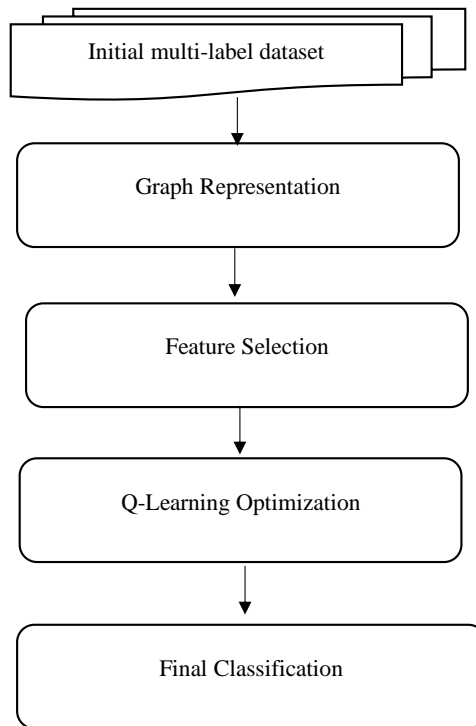 Initial multi-label dataset
Graph Representation
Feature Selection
Q-Learning Optimization
Final Classification